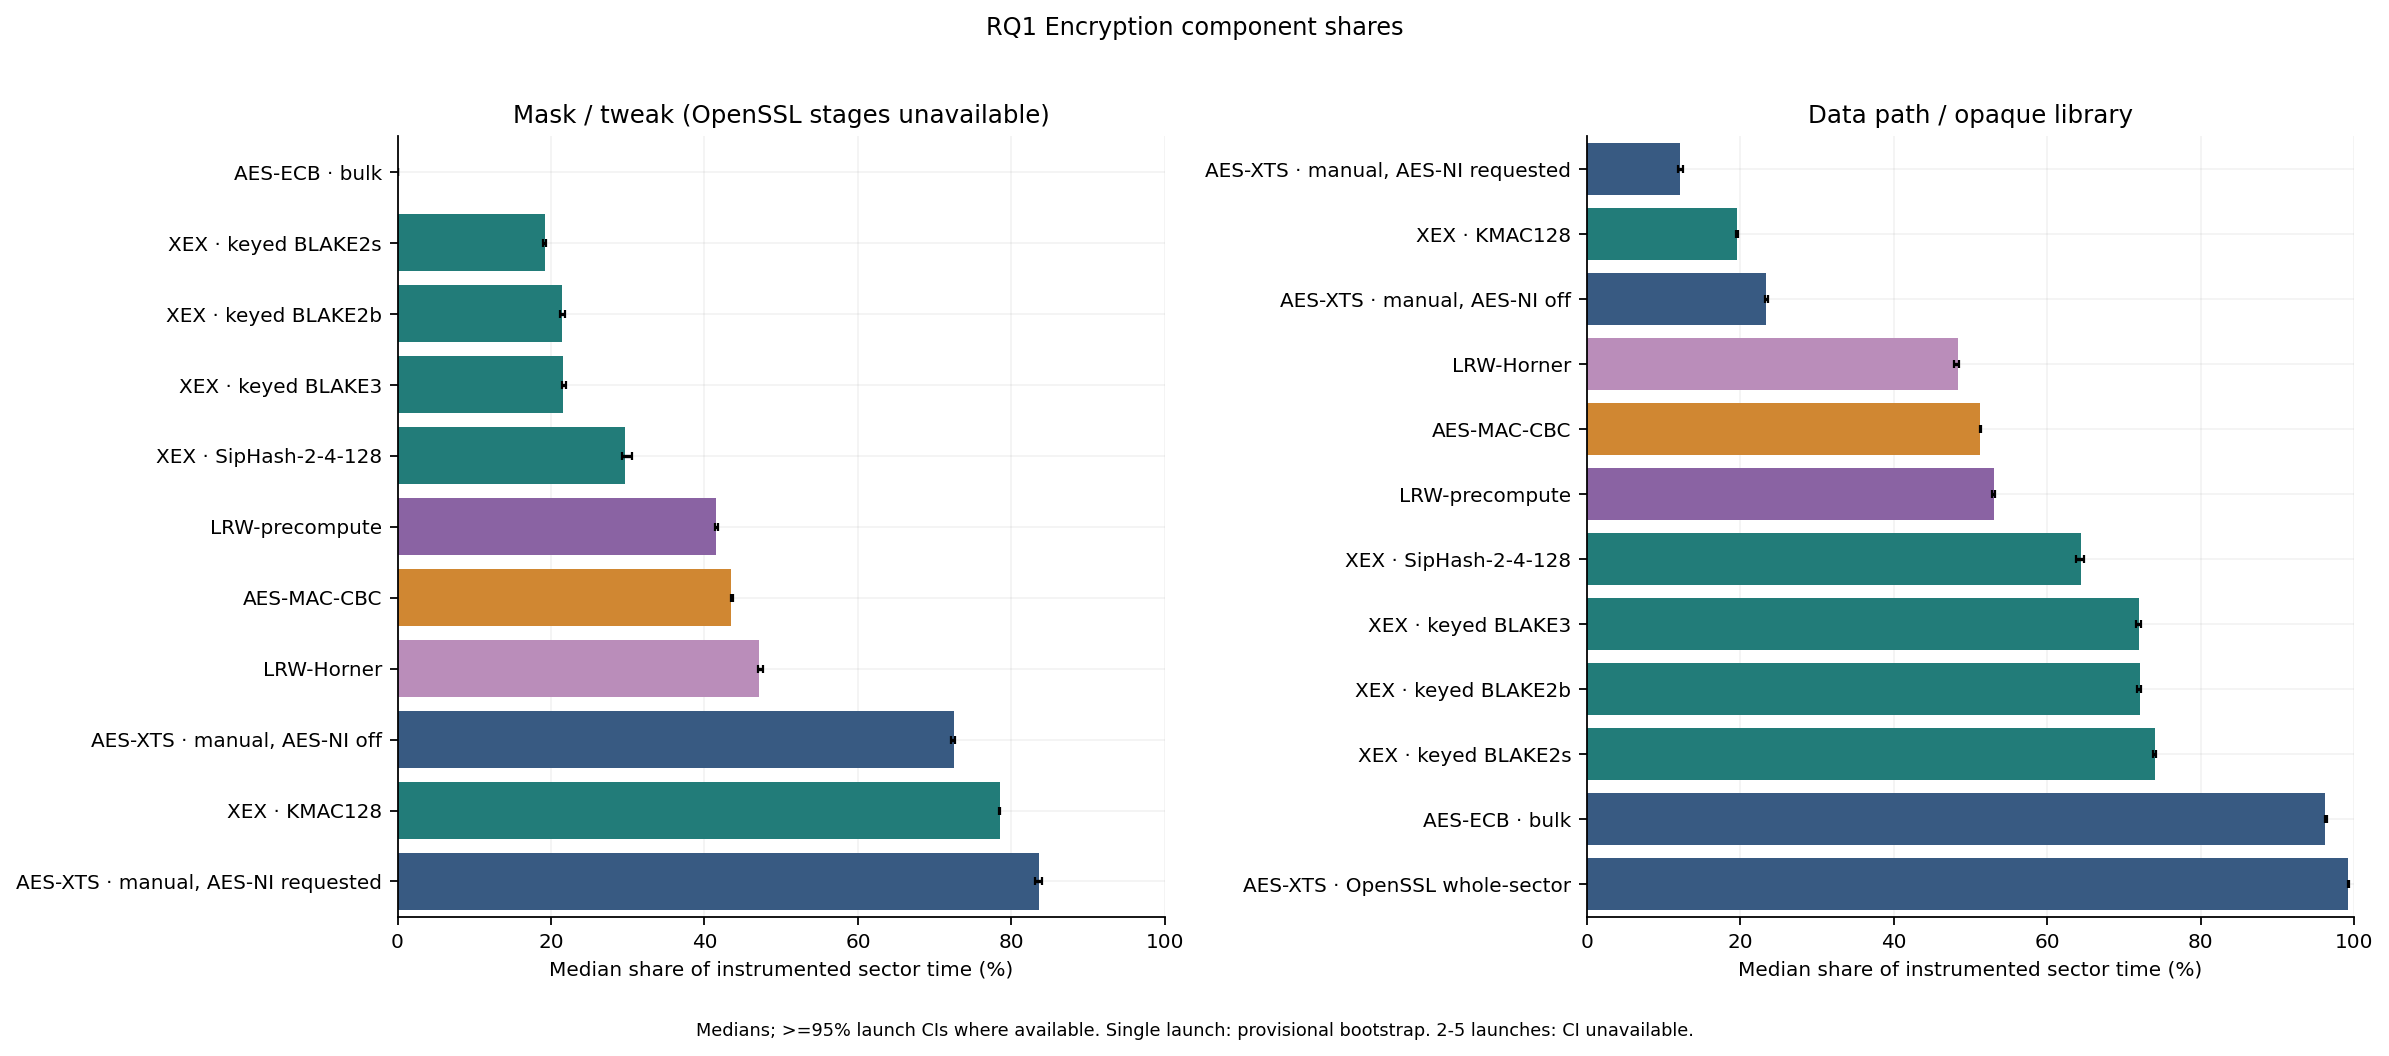 RQ1 Encryption component shares
Mask / tweak (OpenSSL stages unavailable)
AES-ECB · bulk
XEX · keyed BLAKE2s
XEX · keyed BLAKE2b
XEX · keyed BLAKE3
XEX · SipHash-2-4-128
LRW-precompute
AES-MAC-CBC
LRW-Horner
AES-XTS · manual, AES-NI off
XEX · KMAC128
AES-XTS · manual, AES-NI requested
0 20 40 60 80 100
Median share of instrumented sector time (%)
Data path / opaque library
AES-XTS · manual, AES-NI requested
XEX · KMAC128
AES-XTS · manual, AES-NI off
LRW-Horner
AES-MAC-CBC
LRW-precompute
XEX · SipHash-2-4-128
XEX · keyed BLAKE3
XEX · keyed BLAKE2b
XEX · keyed BLAKE2s
AES-ECB · bulk
AES-XTS · OpenSSL whole-sector
0 20 40 60 80 100
Median share of instrumented sector time (%)
Medians; >=95% launch CIs where available. Single launch: provisional bootstrap. 2-5 launches: CI unavailable.